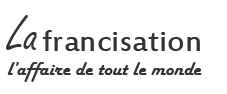 La francisation
l'affaire de tout le monde